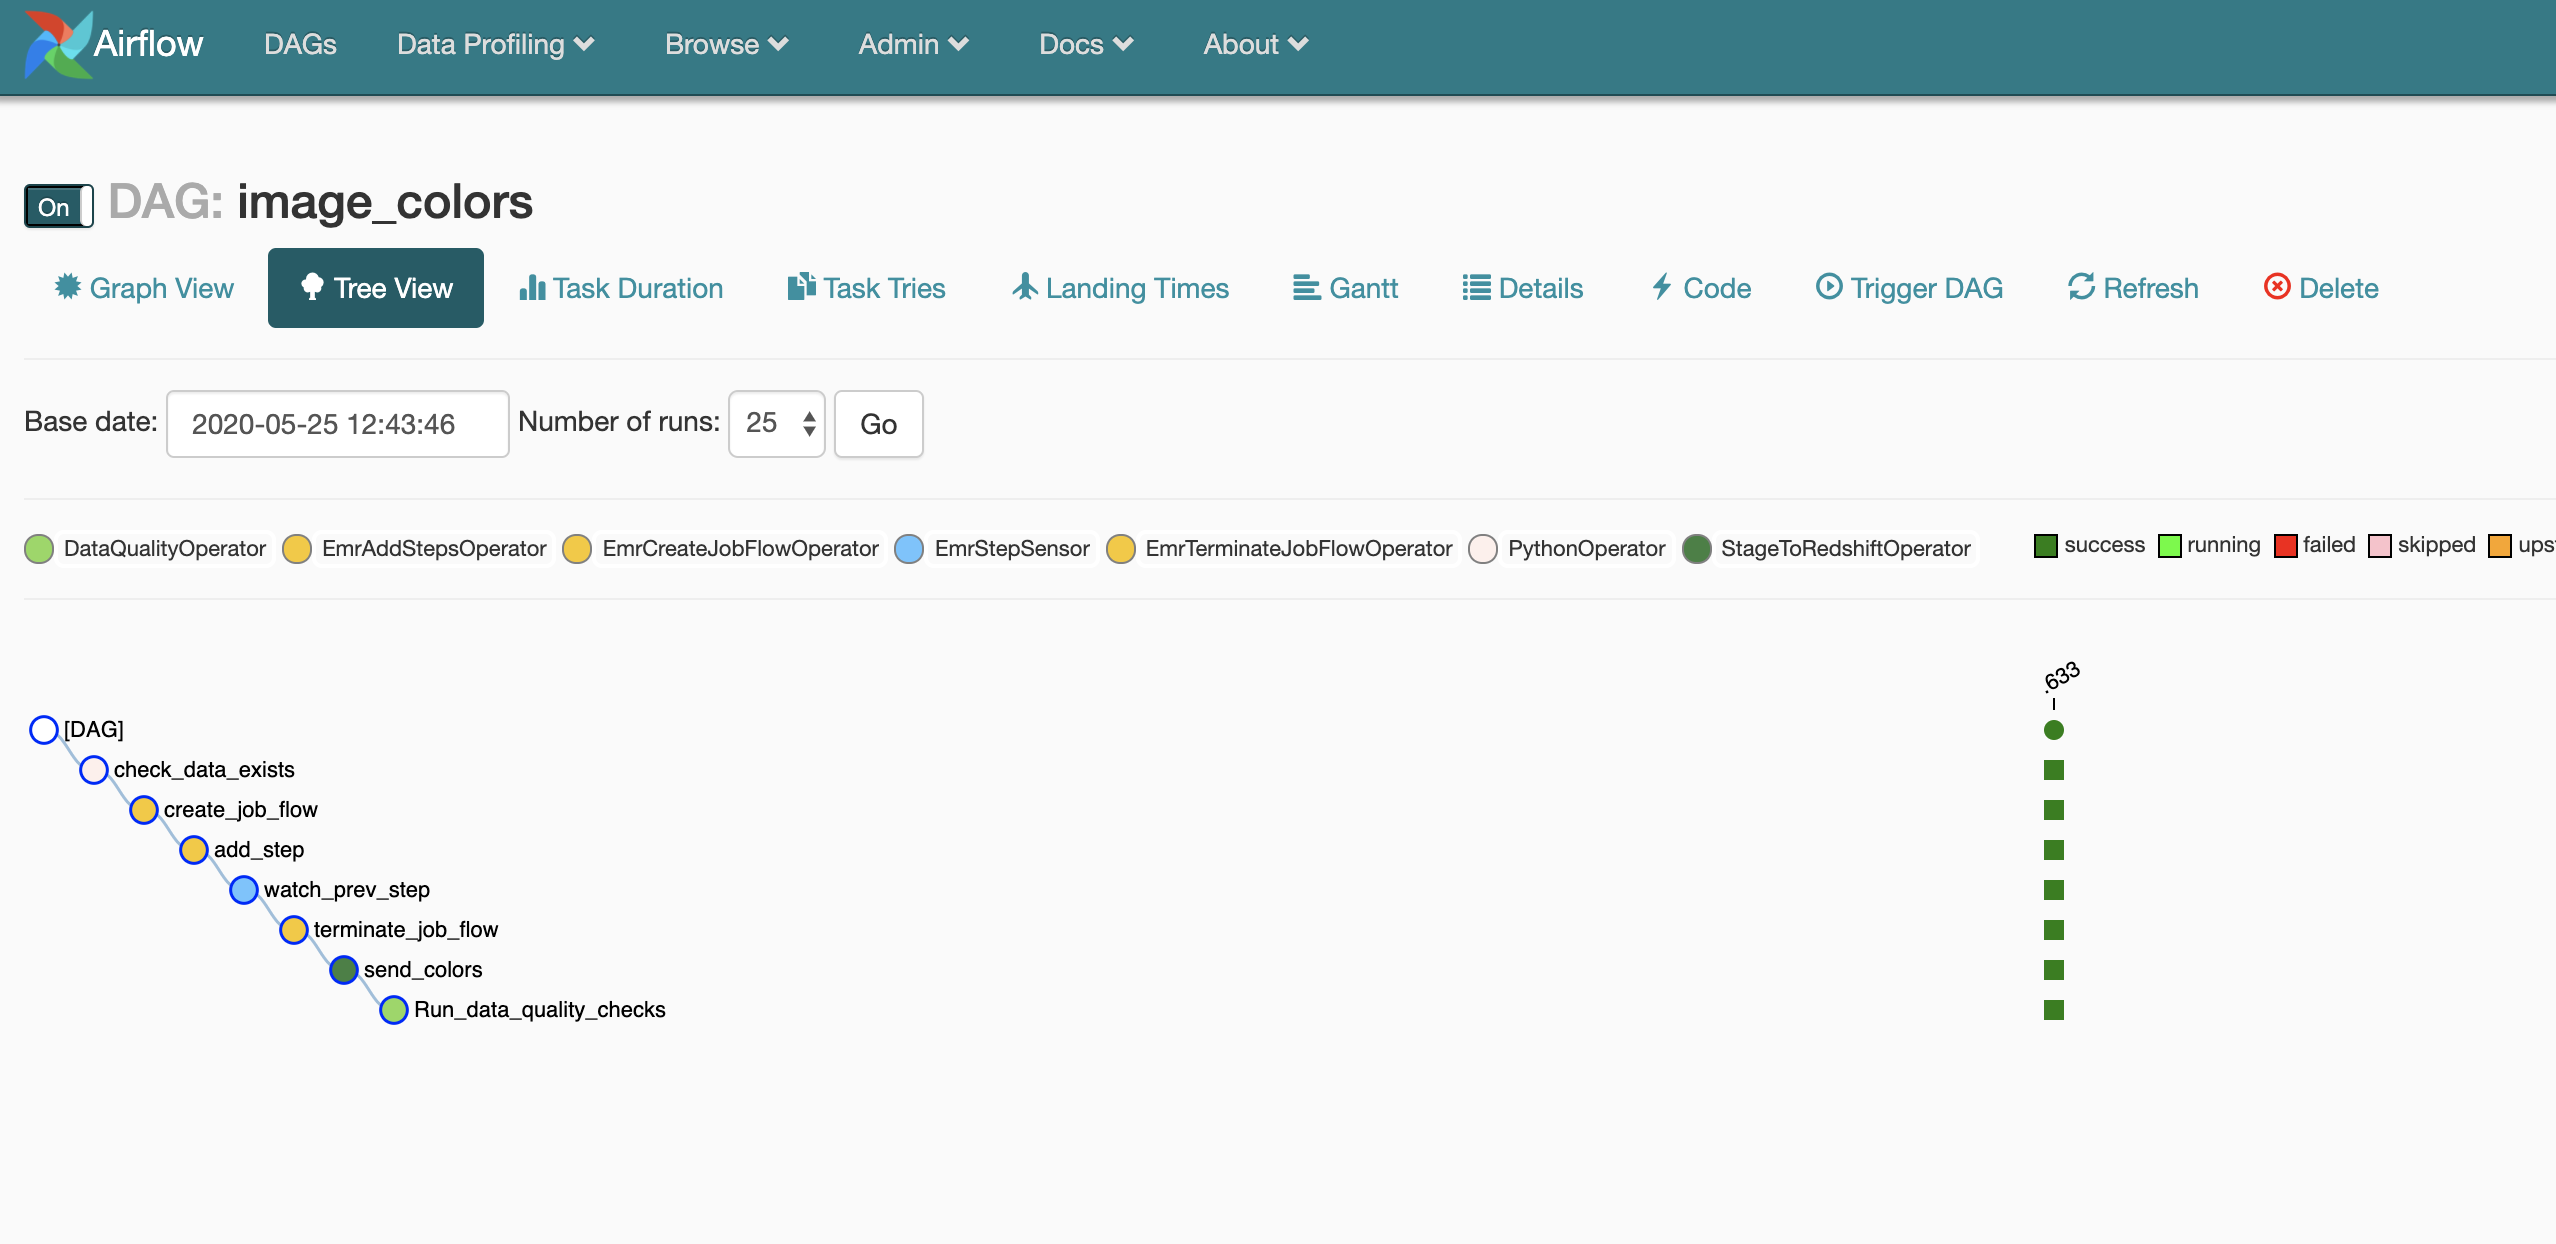 Airflow DAGs Data Profiling Browse Admin Docs About
On DAG: image_colors
Graph View Tree View Task Duration Task Tries Landing Times Gantt Details Code Trigger DAG Refresh Delete
Base date: 2020-05-25 12:43:46 Number of runs: 25 Go
DataQualityOperator EmrAddStepsOperator EmrCreateJobFlowOperator EmrStepSensor EmrTerminateJobFlowOperator PythonOperator StageToRedshiftOperator success running failed skipped ups
.633
[DAG]
check_data_exists
create_job_flow
add_step
watch_prev_step
terminate_job_flow
send_colors
Run_data_quality_checks